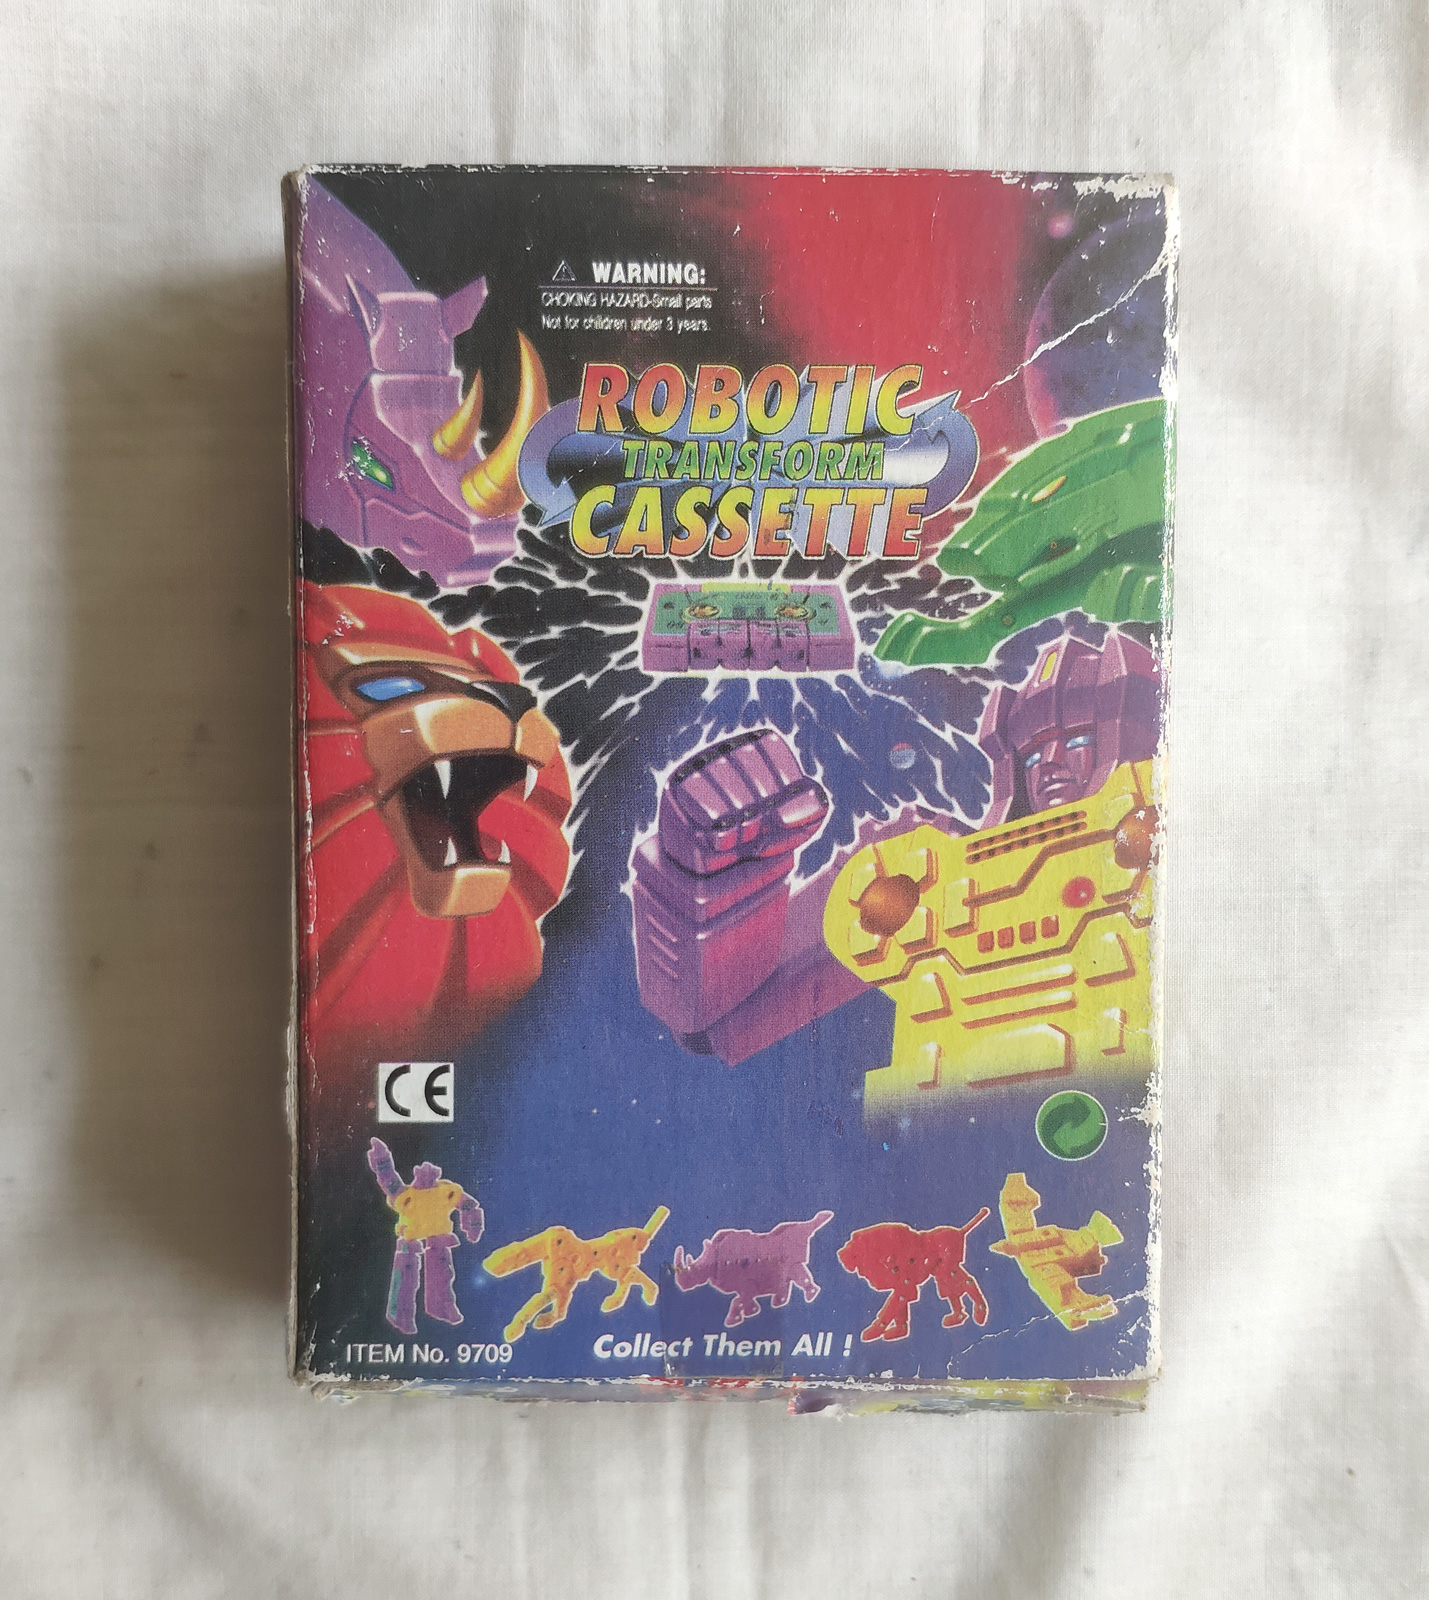 WARNING:
CHOKING HAZARD-Small parts
Not for children under 3 years.
ROBOTIC
TRANSFORM
CASSETTE
CE
ITEM No. 9709
Collect Them All !